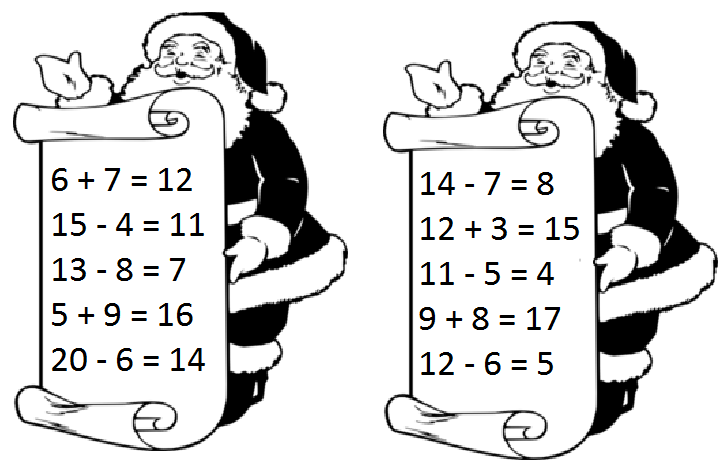 6 + 7 = 12
15 - 4 = 11
13 - 8 = 7
5 + 9 = 16
20 - 6 = 14
14 - 7 = 8
12 + 3 = 15
11 - 5 = 4
9 + 8 = 17
12 - 6 = 5